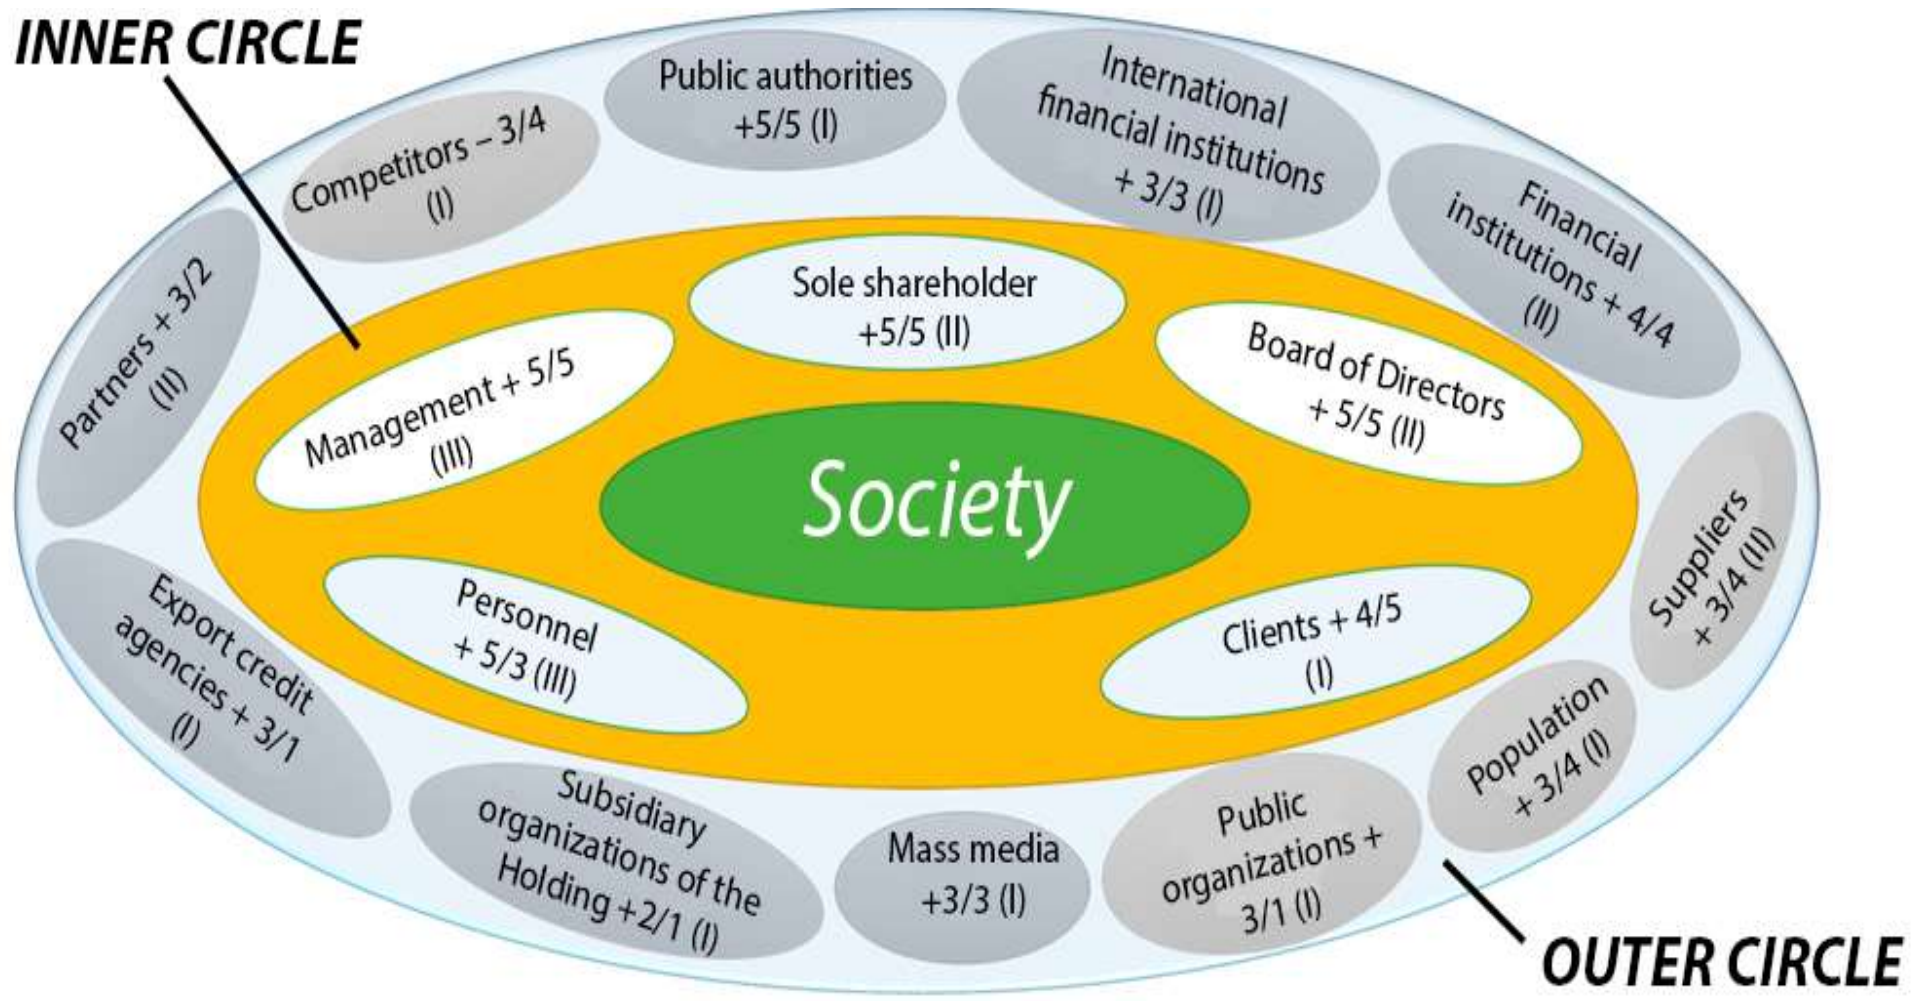 INNER CIRCLE
Public authorities
+5/5 (I)
International
financial institutions
+ 3/3 (I)
Competitors – 3/4
(I)
Financial
institutions + 4/4
(II)
Partners + 3/2
(II)
Sole shareholder
+5/5 (II)
Management + 5/5
(III)
Board of Directors
+ 5/5 (II)
Society
Suppliers
+ 3/4 (II)
Personnel
+ 5/3 (III)
Clients + 4/5
(I)
Export credit
agencies + 3/1
(I)
Population
+ 3/4 (I)
Subsidiary
organizations of the
Holding +2/1 (I)
Mass media
+3/3 (I)
Public
organizations +
3/1 (I)
OUTER CIRCLE